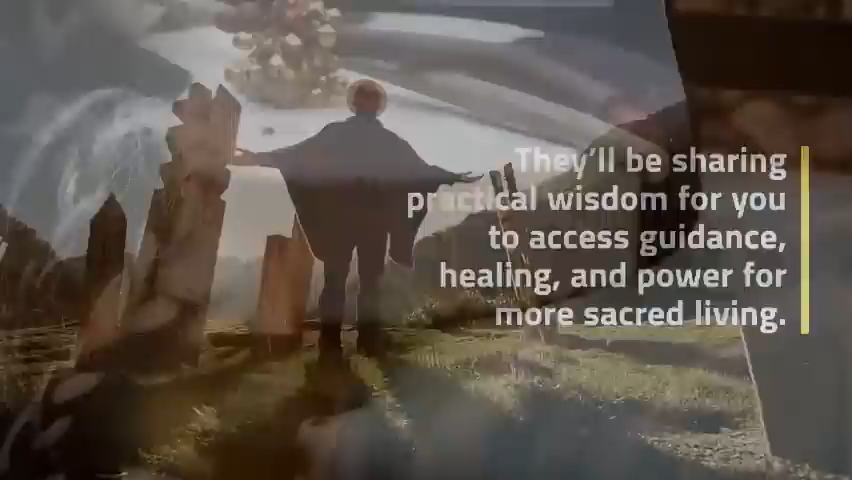 They'll be sharing
practical wisdom for you
to access guidance,
healing, and power for
more sacred living.